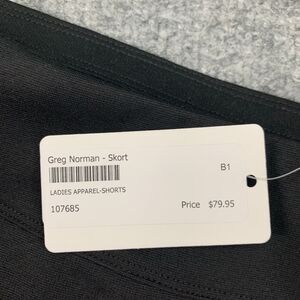 Greg Norman - Skort
B1
LADIES APPAREL-SHORTS
107685 Price $79.95